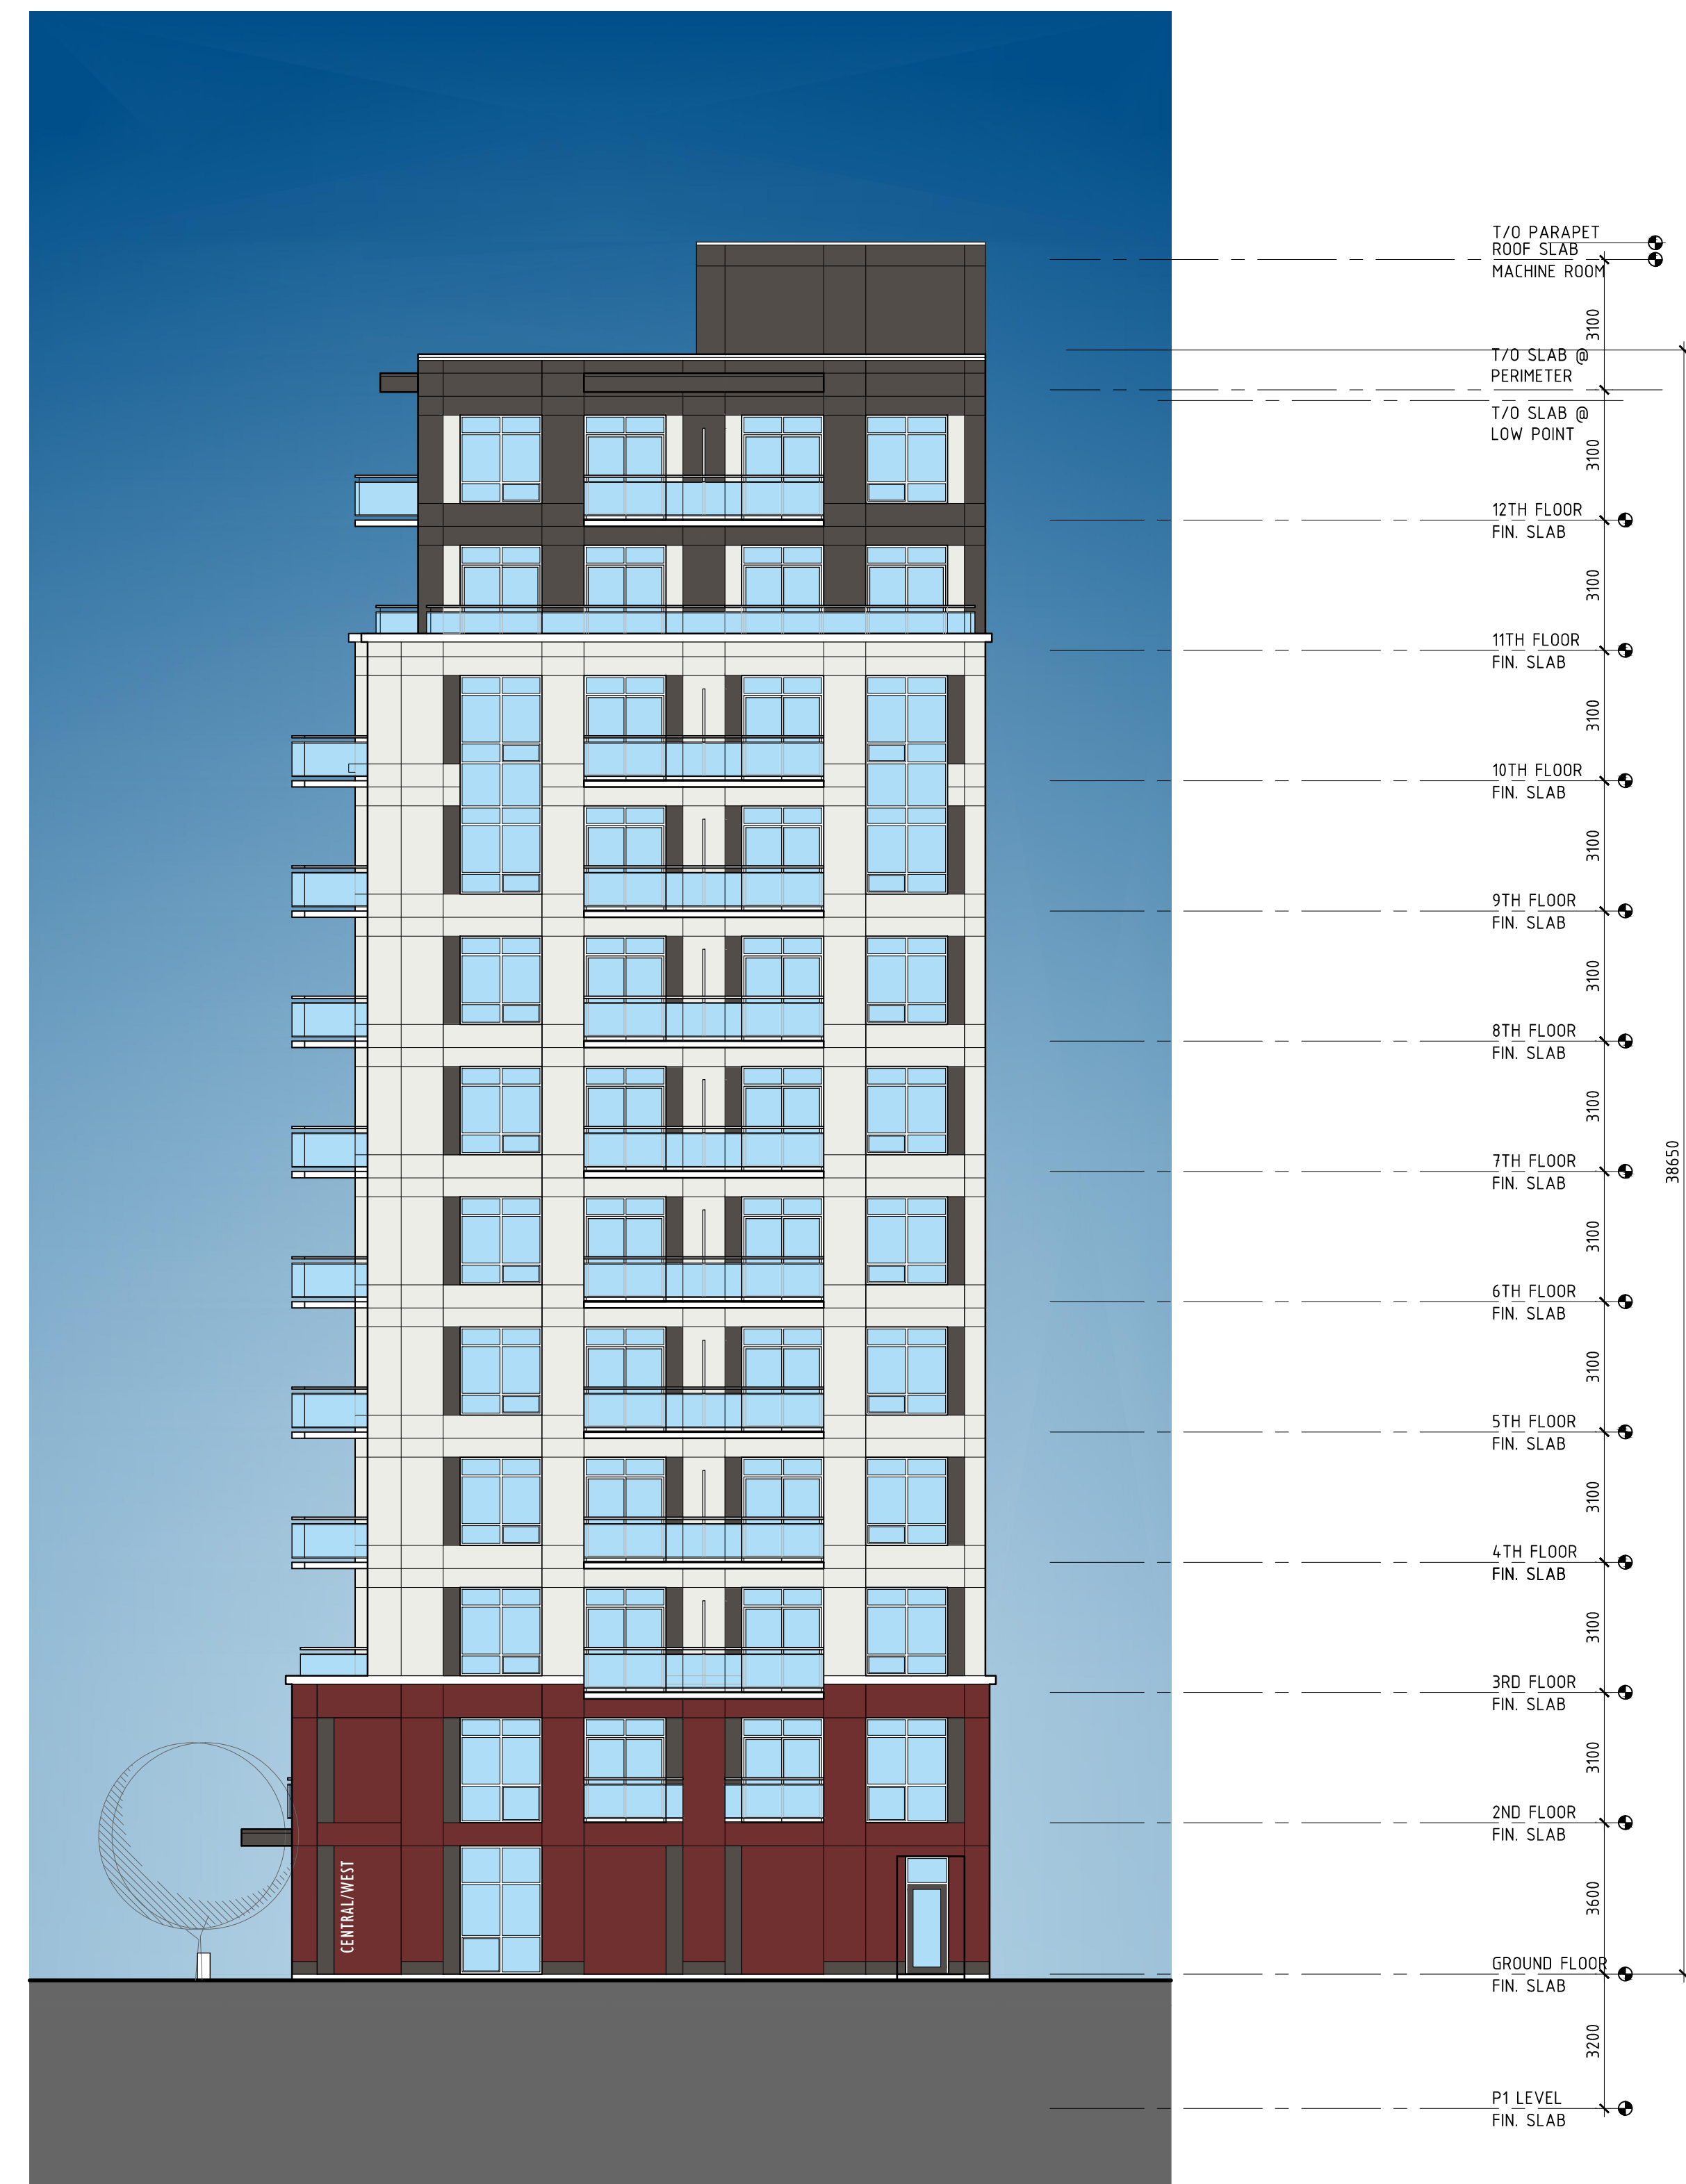 T/O PARAPET
ROOF SLAB
MACHINE ROOM
3100
T/O SLAB @
PERIMETER
T/O SLAB @
LOW POINT
3100
12TH FLOOR
FIN. SLAB
3100
11TH FLOOR
FIN. SLAB
3100
10TH FLOOR
FIN. SLAB
3100
9TH FLOOR
FIN. SLAB
3100
8TH FLOOR
FIN. SLAB
3100
7TH FLOOR
FIN. SLAB
38650
3100
6TH FLOOR
FIN. SLAB
3100
5TH FLOOR
FIN. SLAB
3100
4TH FLOOR
FIN. SLAB
3100
3RD FLOOR
FIN. SLAB
3100
2ND FLOOR
FIN. SLAB
CENTRAL/WEST
3600
GROUND FLOOR
FIN. SLAB
3200
P1 LEVEL
FIN. SLAB